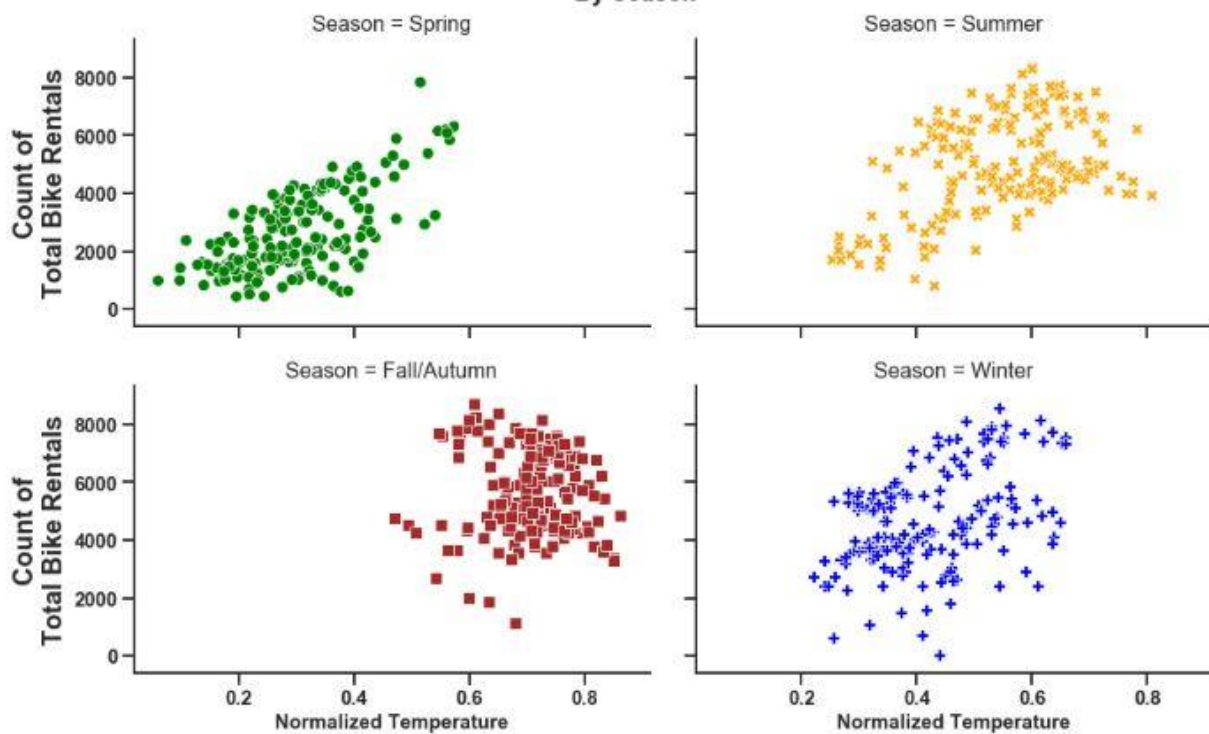 Season = Spring
Season = Summer
Count of
Total Bike Rentals
8000
6000
4000
2000
0
Season = Fall/Autumn
Season = Winter
Count of
Total Bike Rentals
8000
6000
4000
2000
0
0.2 0.4 0.6 0.8
0.2 0.4 0.6 0.8
Normalized Temperature
Normalized Temperature